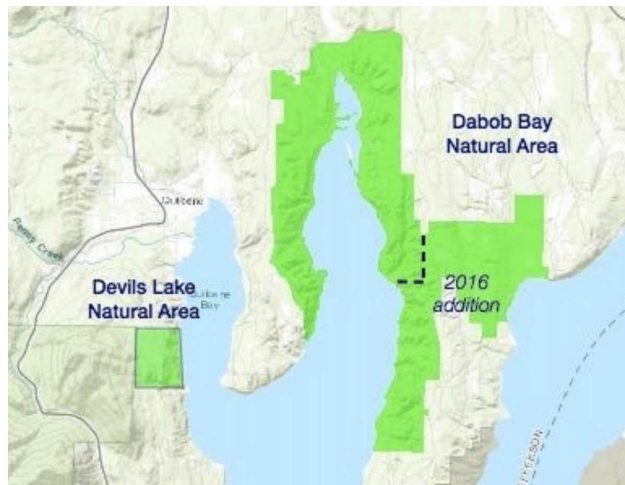 Dabob Bay
Natural Area
Quilcene
Penny Creek
Devils Lake
Natural Area
Quilcene
Bay
2016
addition